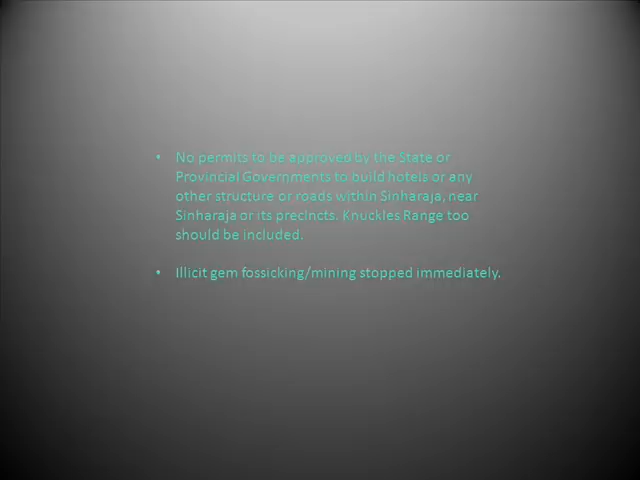 • No permits to be approved by the State or
Provincial Governments to build hotels or any
other structure or roads within Sinharaja, near
Sinharaja or its precincts. Knuckles Range too
should be included.
• Illicit gem fossicking/mining stopped immediately.